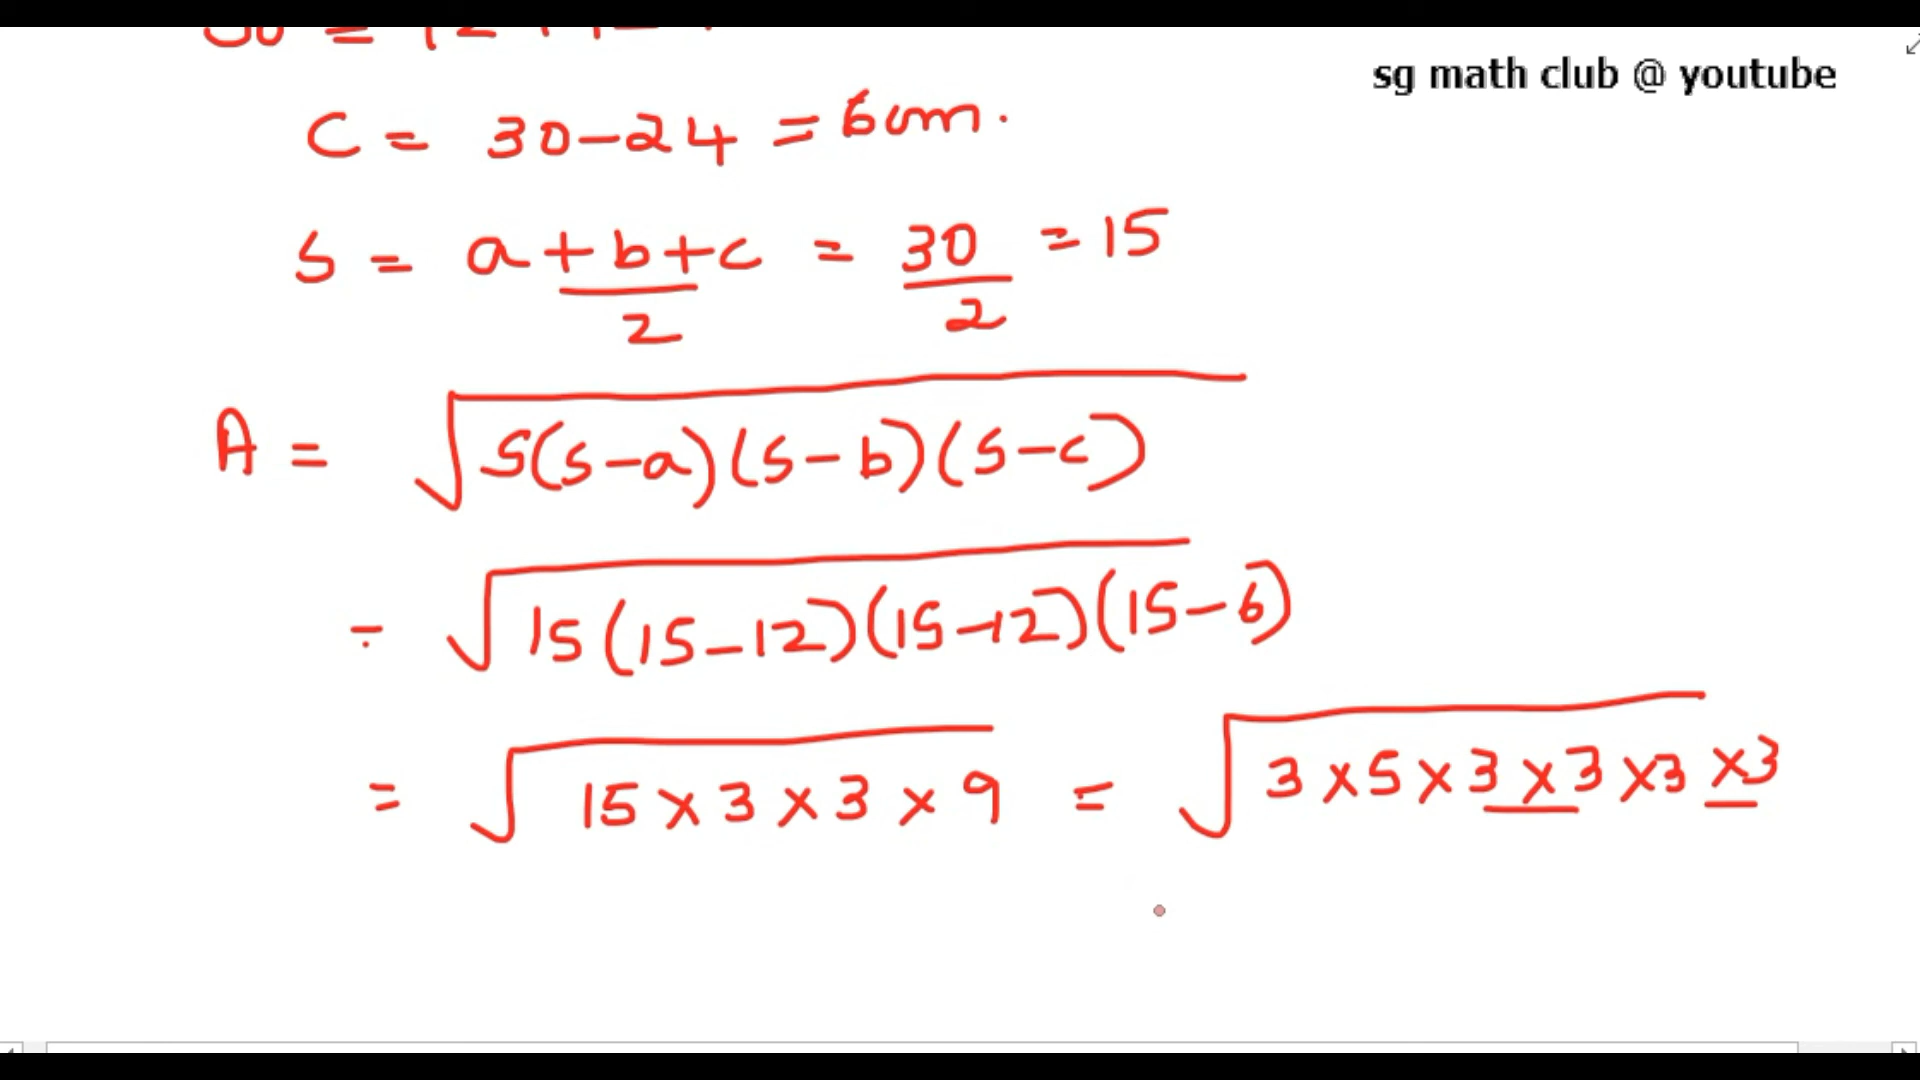 sg math club @ youtube
C = 30-24 = 6cm.
S = a+b+c/2 = 30/2 = 15
A = √S(S-a)(S-b)(S-c)
= √15(15-12)(15-12)(15-6)
= √15×3×3×9 = √3×5×3×3×3×3